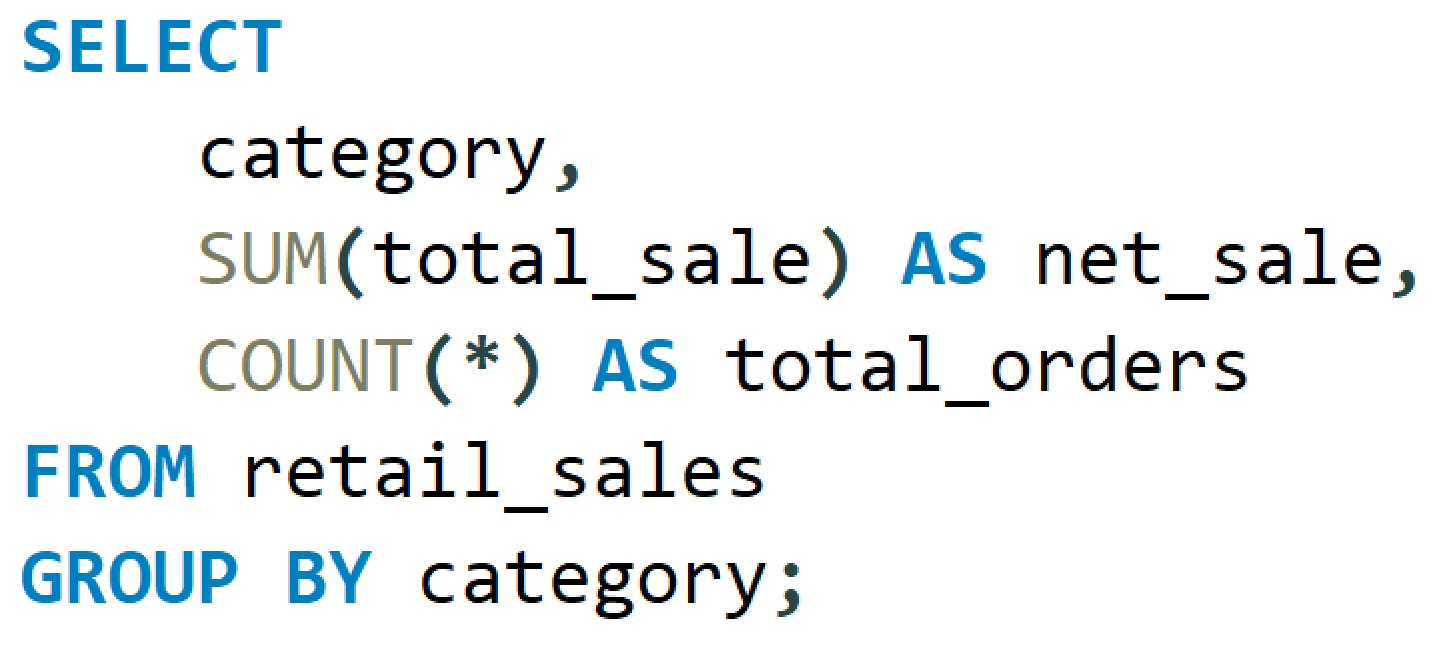 SELECT
    category,
    SUM(total_sale) AS net_sale,
    COUNT(*) AS total_orders
FROM retail_sales
GROUP BY category;